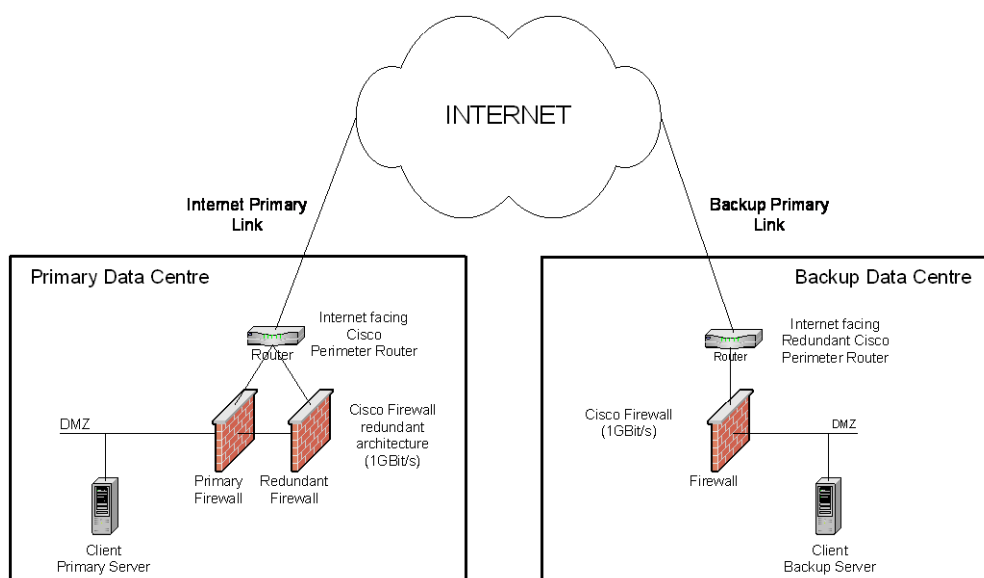 INTERNET
Internet Primary
Link
Backup Primary
Link
Primary Data Centre
Internet facing
Cisco
Perimeter Router
Router
Cisco Firewall
redundant
architecture
(1GBit/s)
DMZ
Primary
Firewall
Redundant
Firewall
Client
Primary Server
Backup Data Centre
Internet facing
Redundant Cisco
Perimeter Router
Router
Cisco Firewall
(1GBit/s)
DMZ
Firewall
Client
Backup Server